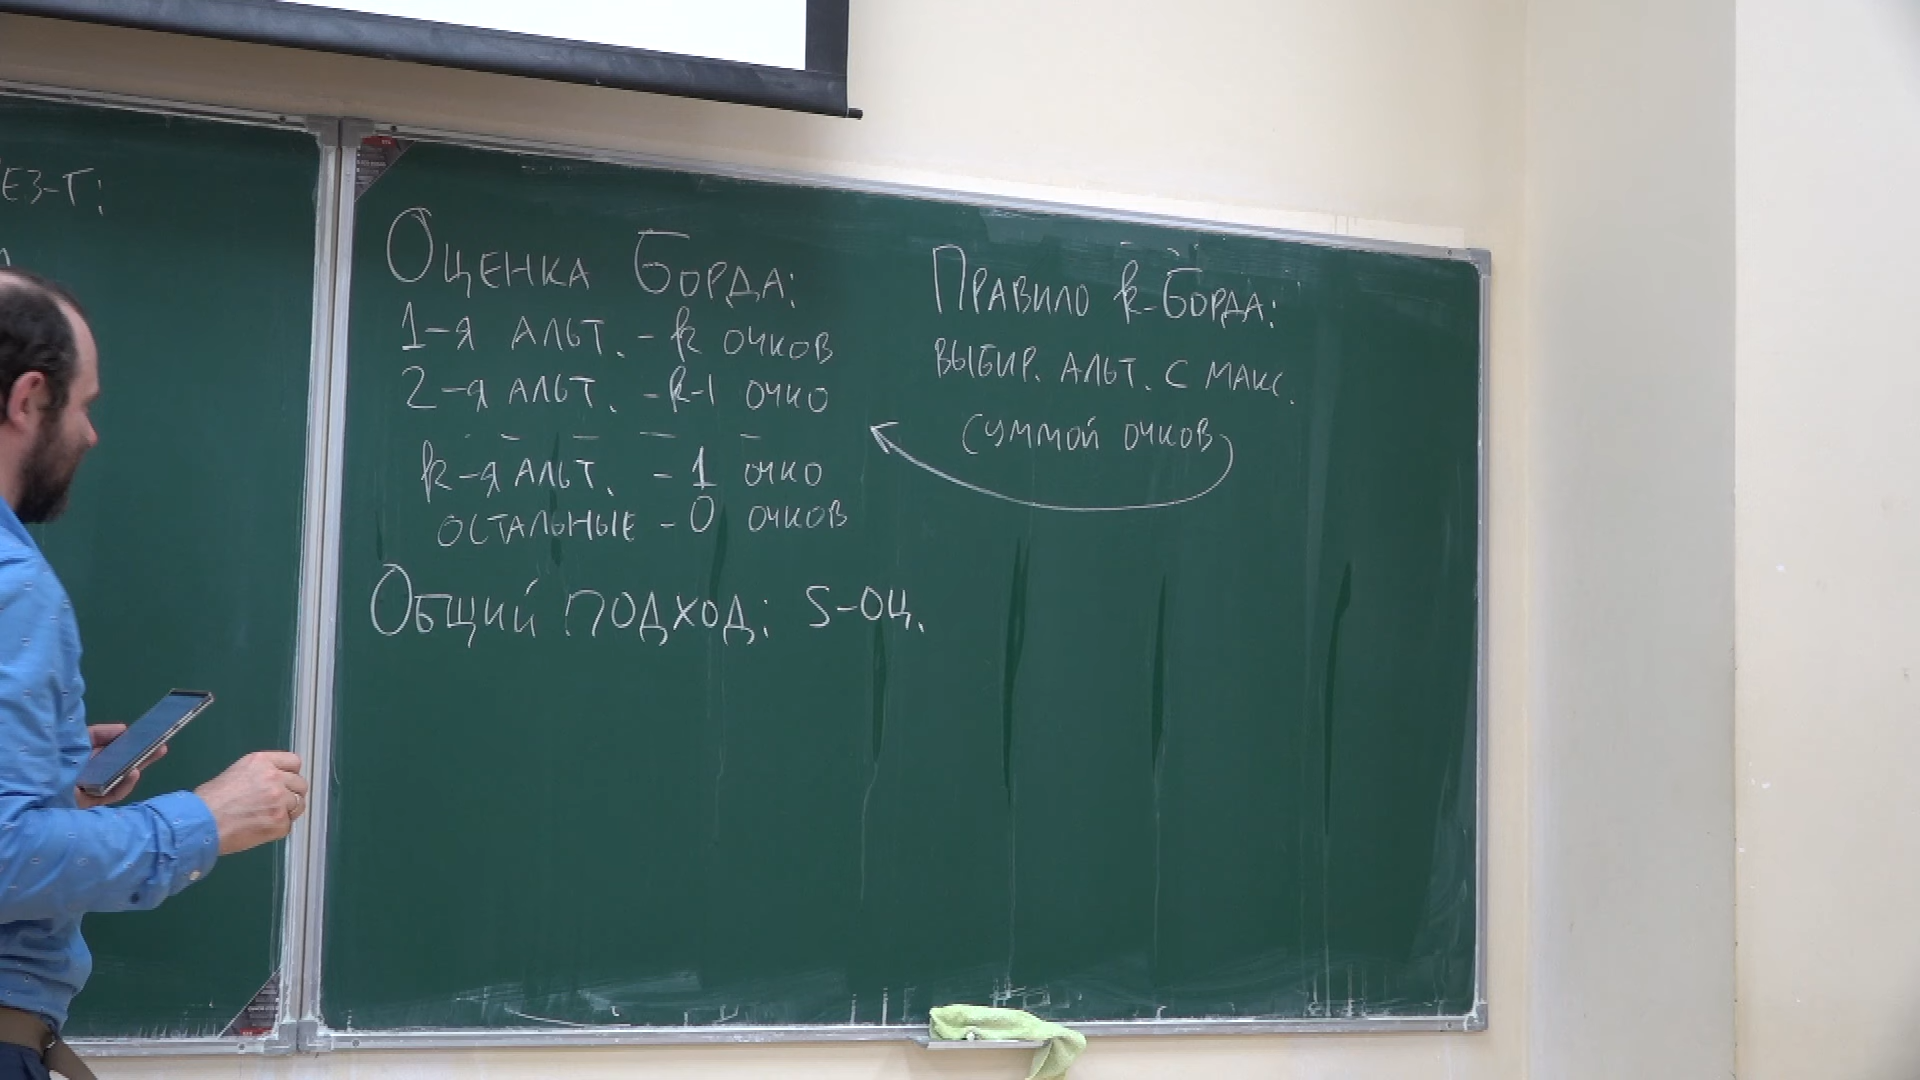 ЕЗ-Т:
Оценка Борда:
1-я альт. - k очков
2-я альт. - k-1 очко
k-я альт. - 1 очко
остальные - 0 очков
Общий подход: S-оц.
Правило k-Борда:
выбир. альт. с макс.
суммой очков